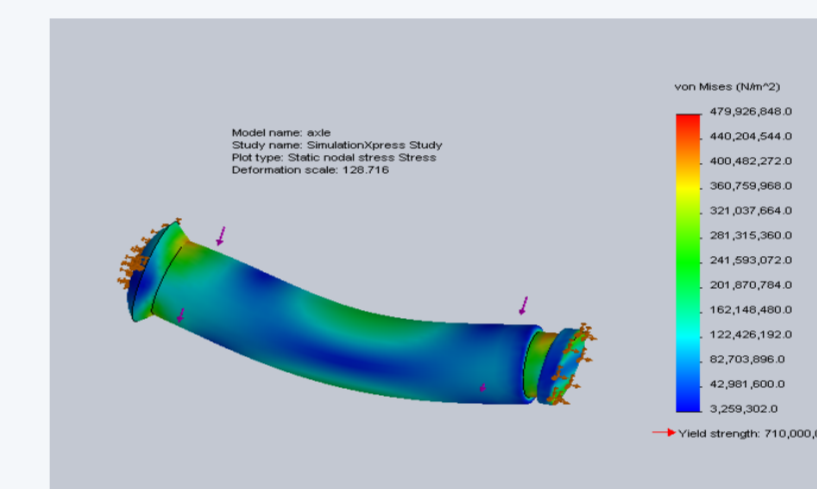 von Mises (N/m^2)
479,926,848.0
440,204,544.0
400,482,272.0
360,759,968.0
321,037,664.0
281,315,360.0
241,593,072.0
201,870,784.0
162,148,480.0
122,426,192.0
82,703,896.0
42,981,600.0
3,259,302.0
Yield strength: 710,000,0
Model name: axle
Study name: SimulationXpress Study
Plot type: Static nodal stress Stress
Deformation scale: 128.716